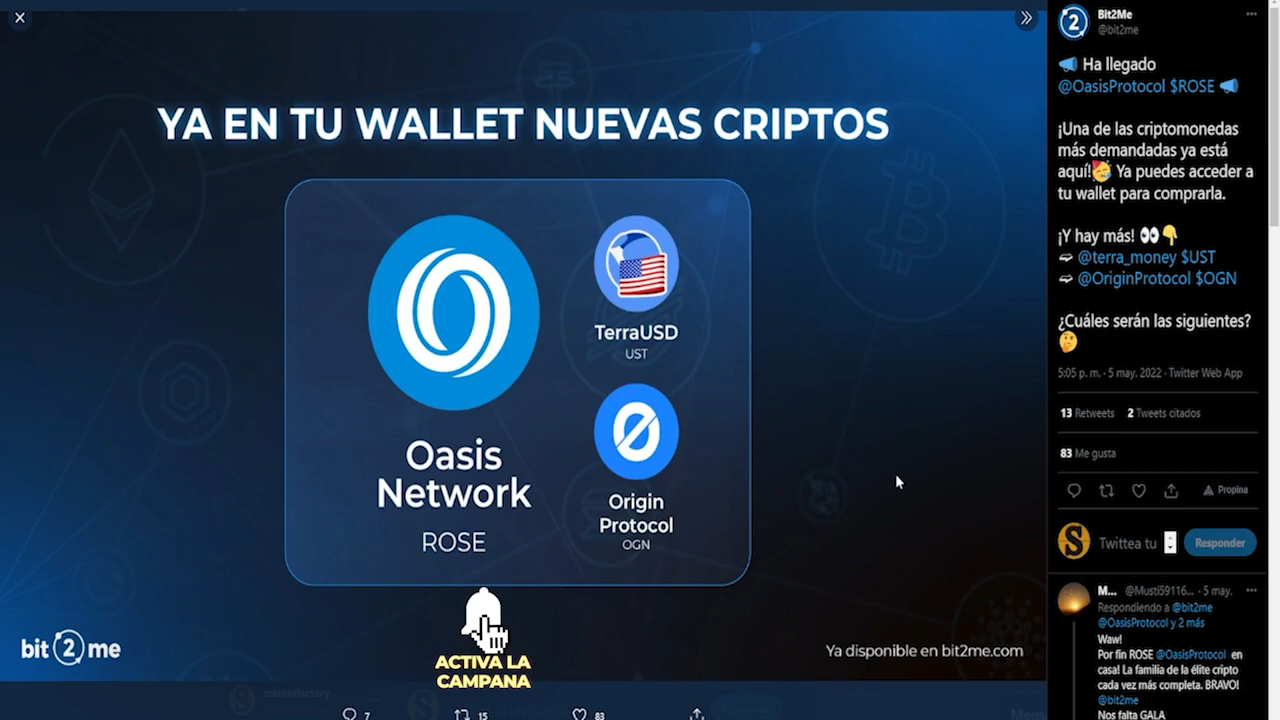 YA EN TU WALLET NUEVAS CRIPTOS
Oasis
Network
ROSE
TerraUSD
UST
Origin
Protocol
OGN
bit2me
Ya disponible en bit2me.com
ACTIVA LA
CAMPANA
7
15
83
Bit2Me
@bit2me
Ha llegado
@OasisProtocol $ROSE
¡Una de las criptomonedas
más demandadas ya está
aquí! Ya puedes acceder a
tu wallet para comprarla.
¡Y hay más!
@terra_money $UST
@OriginProtocol $OGN
¿Cuáles serán las siguientes?
5:05 p. m. · 5 may. 2022 · Twitter Web App
13 Retweets 2 Tweets citados
83 Me gusta
Propina
Twittea tu
Responder
M... @Musti59116... · 5 may.
Respondiendo a @bit2me
@OasisProtocol y 2 más
Waw!
Por fin ROSE @OasisProtocol en
casa! La familia de la élite cripto
cada vez más completa. BRAVO!
@bit2me
Nos falta GALA